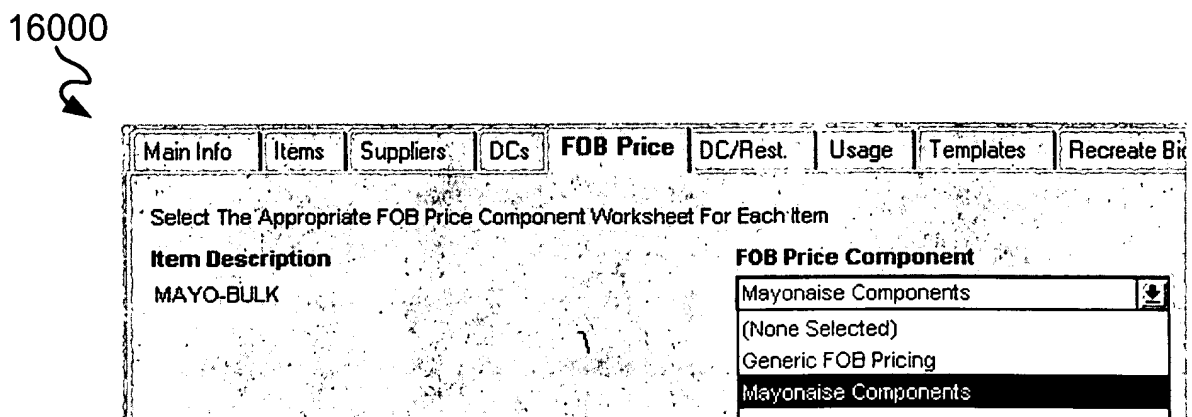 16000
Main Info Items Suppliers DCs FOB Price DC/Rest. Usage Templates Recreate Bid
Select The Appropriate FOB Price Component Worksheet For Each Item
Item Description FOB Price Component
MAYO-BULK Mayonaise Components
(None Selected)
Generic FOB Pricing
Mayonaise Components